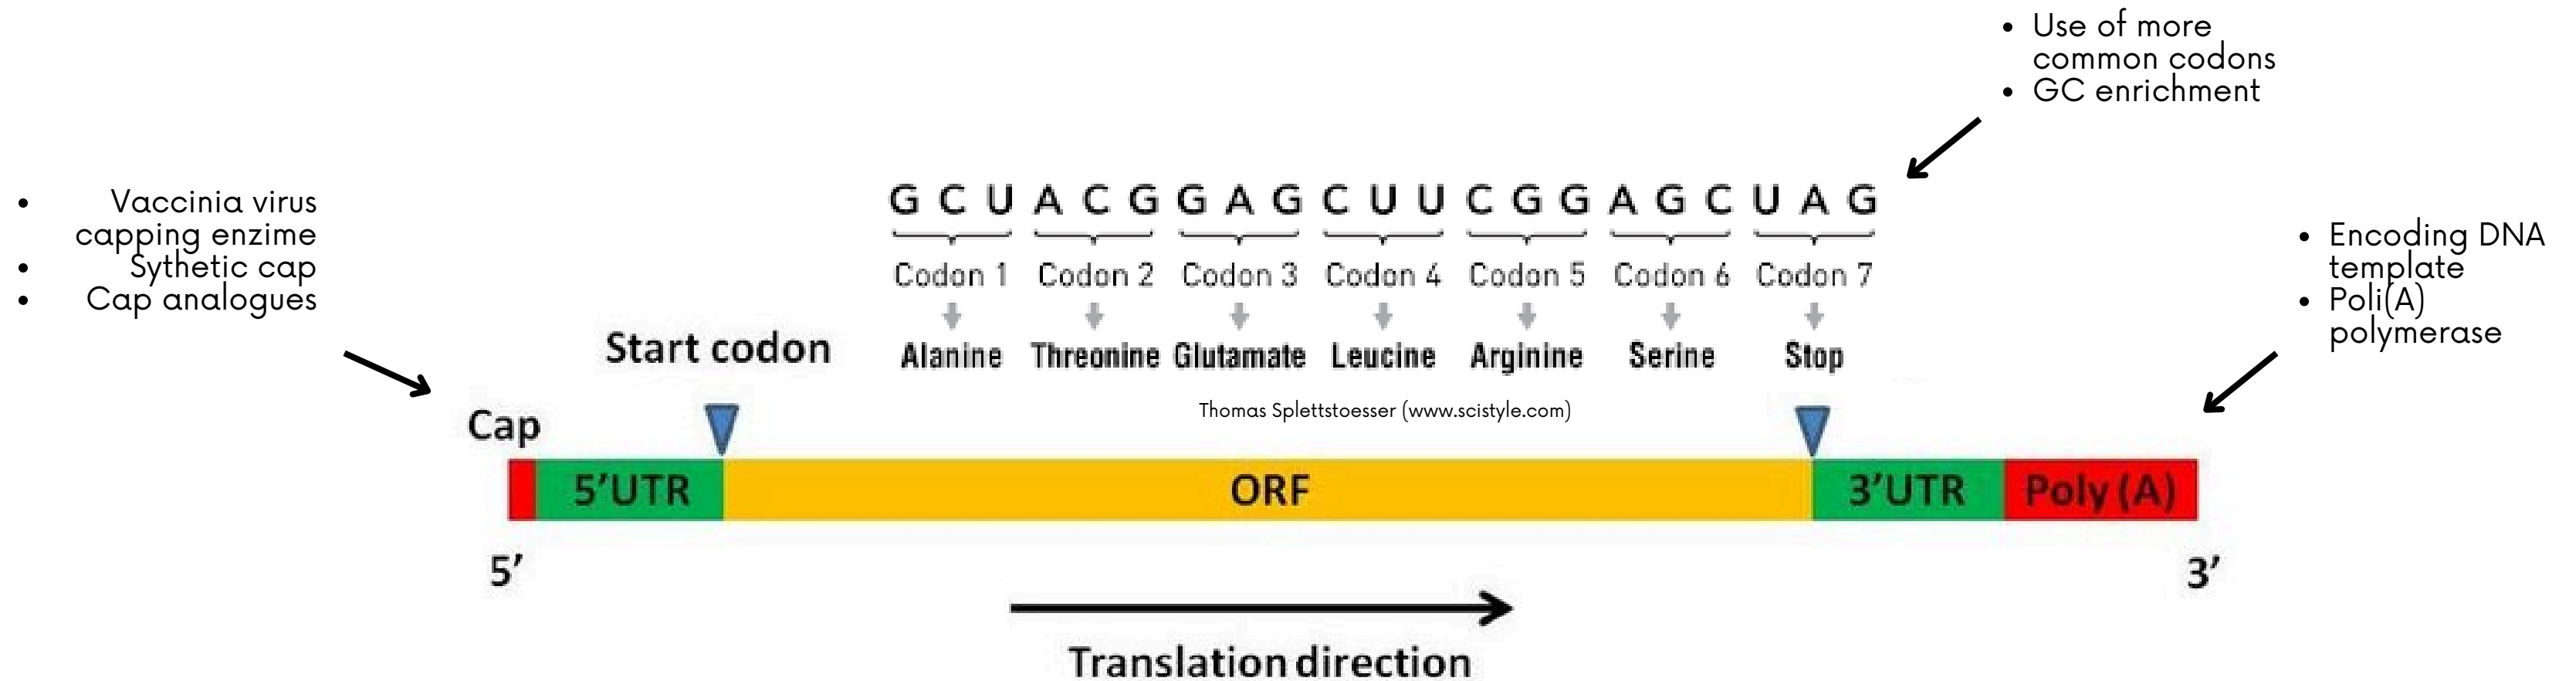 • Use of more
common codons
• GC enrichment
• Vaccinia virus
capping enzime
• Sythetic cap
• Cap analogues
G C U A C G G A G C U U C G G A G C U A G
Codon 1 Codon 2 Codon 3 Codon 4 Codon 5 Codon 6 Codon 7
Alanine Threonine Glutamate Leucine Arginine Serine Stop
• Encoding DNA
template
• Poli(A)
polymerase
Start codon
Thomas Splettstoesser (www.scistyle.com)
Cap
5'UTR ORF 3'UTR Poly (A)
5' 3'
Translation direction